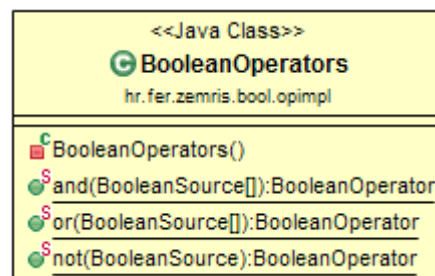 <<Java Class>>
BooleanOperators
hr.fer.zemris.bool.opimpl
BooleanOperators()
and(BooleanSource[]):BooleanOperator
or(BooleanSource[]):BooleanOperator
not(BooleanSource):BooleanOperator